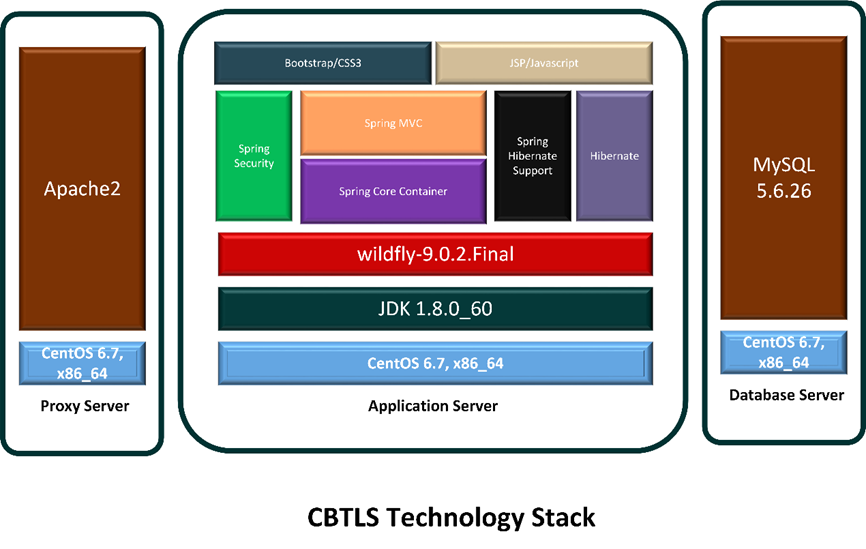 Apache2
CentOS 6.7,
x86_64
Proxy Server
Bootstrap/CSS3
JSP/Javascript
Spring
Security
Spring MVC
Spring Core Container
Spring
Hibernate
Support
Hibernate
wildfly-9.0.2.Final
JDK 1.8.0_60
CentOS 6.7, x86_64
Application Server
MySQL
5.6.26
CentOS 6.7,
x86_64
Database Server
CBTLS Technology Stack